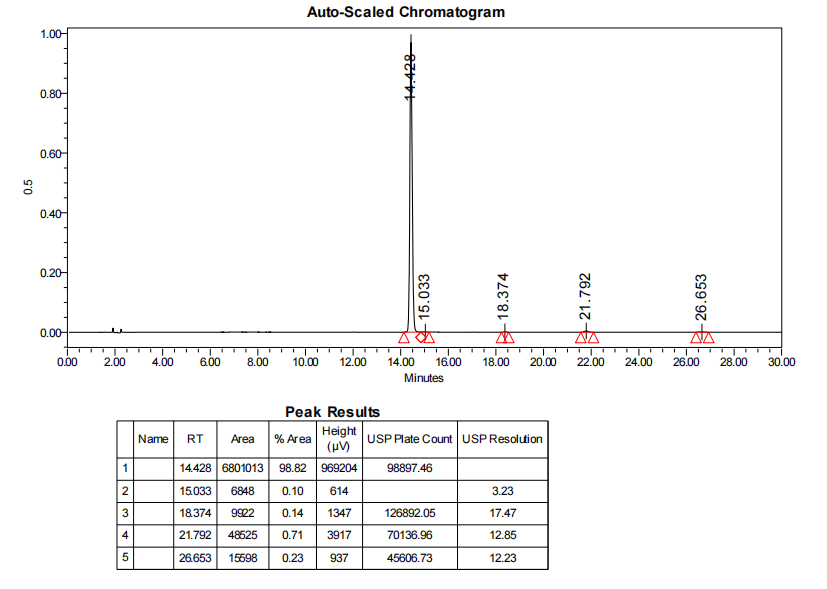 Auto-Scaled Chromatogram
1.00
0.80
0.60
0.5
0.40
0.20
0.00
14.428
15.033
18.374
21.792
26.653
0.00 2.00 4.00 6.00 8.00 10.00 12.00 14.00 16.00 18.00 20.00 22.00 24.00 26.00 28.00 30.00
Minutes
Peak Results
Name RT Area % Area Height (µV) USP Plate Count USP Resolution
1 14.428 6801013 98.82 969204 98897.46
2 15.033 6848 0.10 614 3.23
3 18.374 9922 0.14 1347 126892.05 17.47
4 21.792 48525 0.71 3917 70136.96 12.85
5 26.653 15598 0.23 937 45606.73 12.23